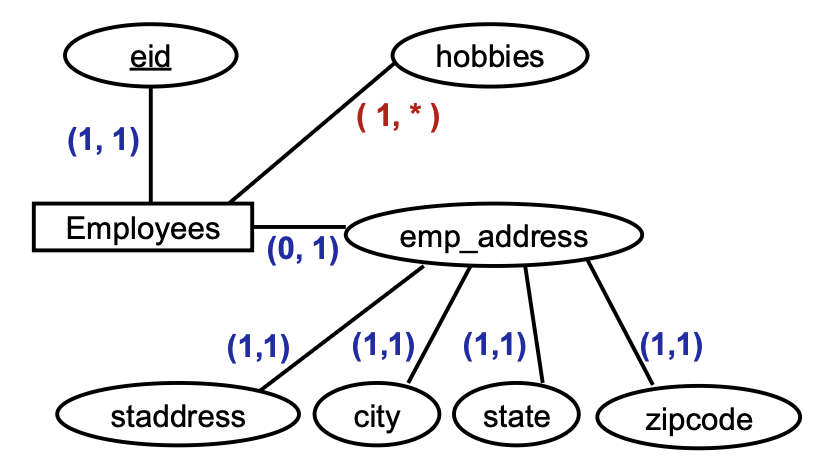 eid
hobbies
(1, 1)
( 1, * )
Employees
(0, 1)
emp_address
(1,1)
(1,1)
(1,1)
(1,1)
staddress
city
state
zipcode